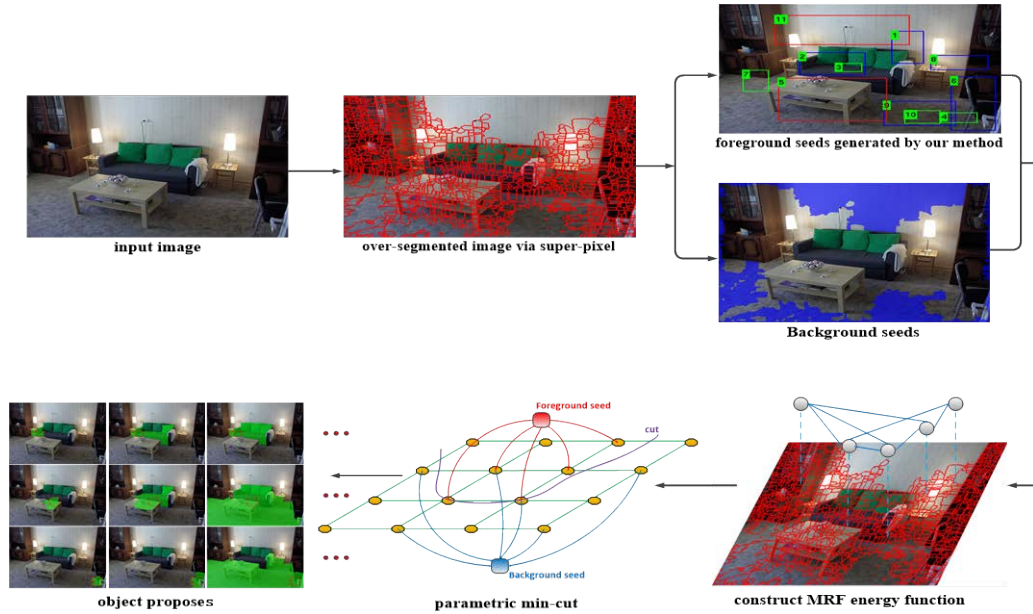 11
1
2
8
3
7
5
6
9
10
4
foreground seeds generated by our method
input image
over-segmented image via super-pixel
Background seeds
Foreground seed
cut
Background seed
object proposes
parametric min-cut
construct MRF energy function